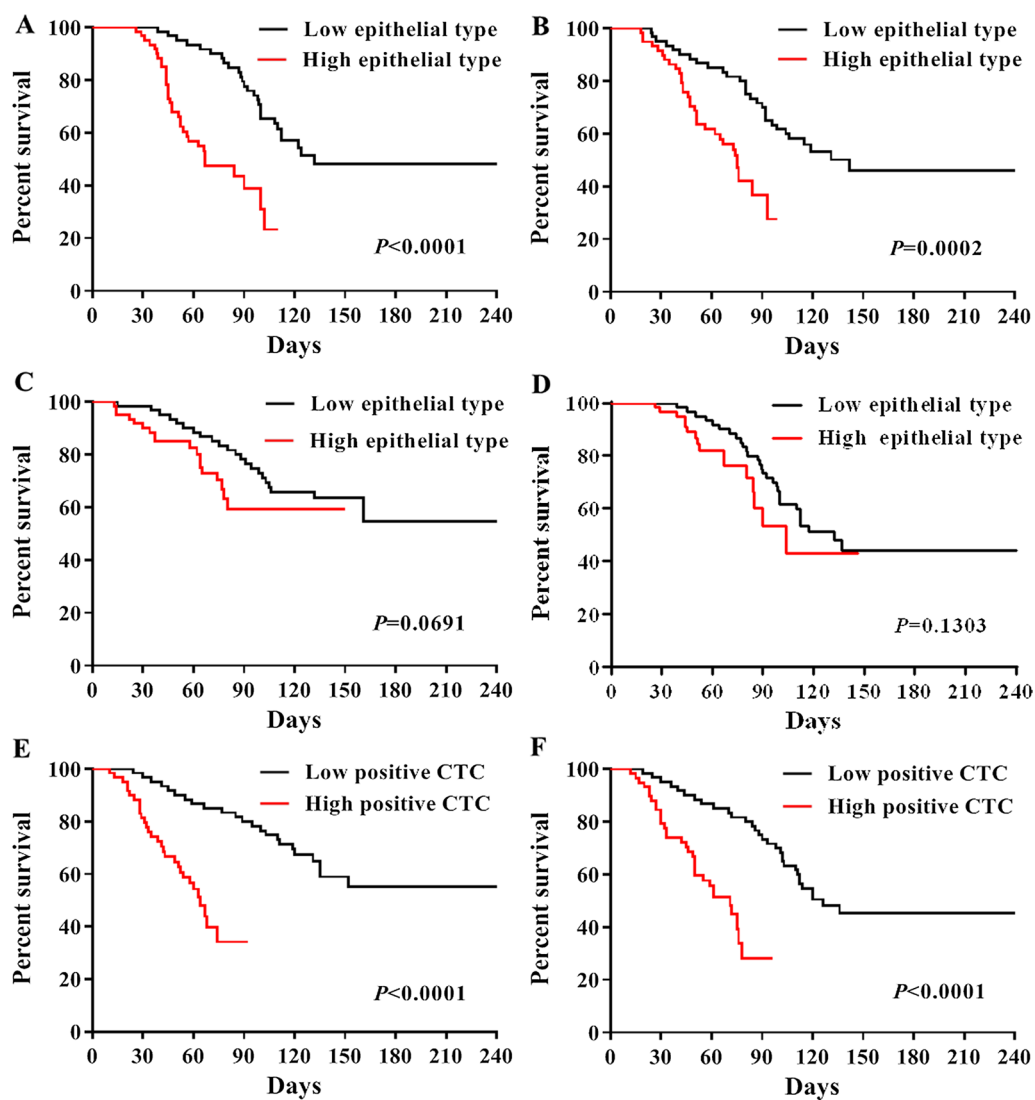 A
Low epithelial type
High epithelial type
Percent survival
100
80
60
40
20
0
P<0.0001
0 30 60 90 120 150 180 210 240
Days
B
Low epithelial type
High epithelial type
Percent survival
100
80
60
40
20
0
P=0.0002
0 30 60 90 120 150 180 210 240
Days
C
Low epithelial type
High epithelial type
Percent survival
100
80
60
40
20
0
P=0.0691
0 30 60 90 120 150 180 210 240
Days
D
Low epithelial type
High epithelial type
Percent survival
100
80
60
40
20
0
P=0.1303
0 30 60 90 120 150 180 210 240
Days
E
Low positive CTC
High positive CTC
Percent survival
100
80
60
40
20
0
P<0.0001
0 30 60 90 120 150 180 210 240
Days
F
Low positive CTC
High positive CTC
Percent survival
100
80
60
40
20
0
P<0.0001
0 30 60 90 120 150 180 210 240
Days